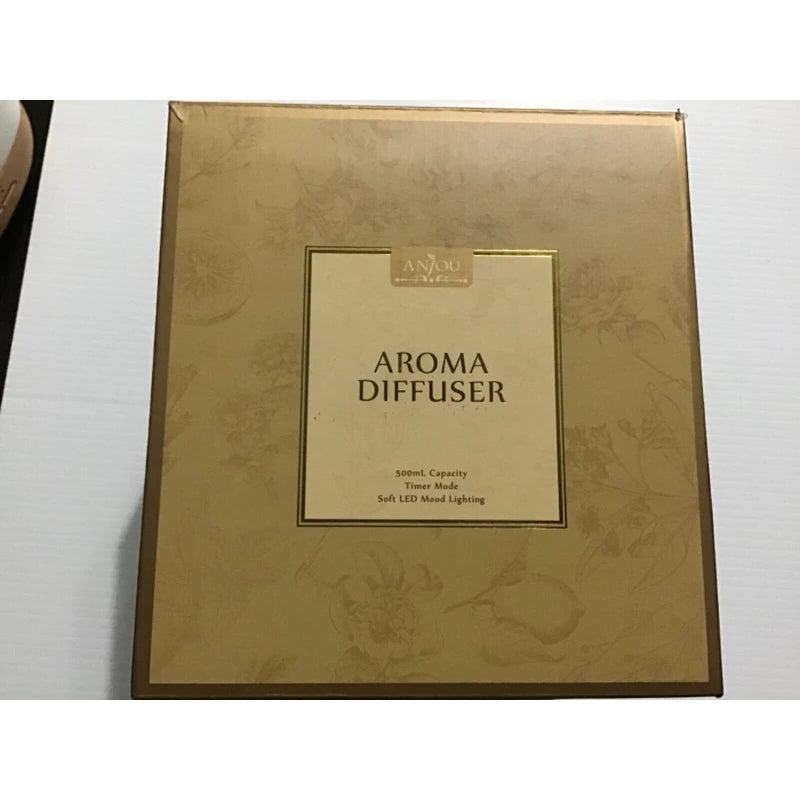 ANJOU
AROMA
DIFFUSER
500mL Capacity
Timer Mode
Soft LED Mood Lighting